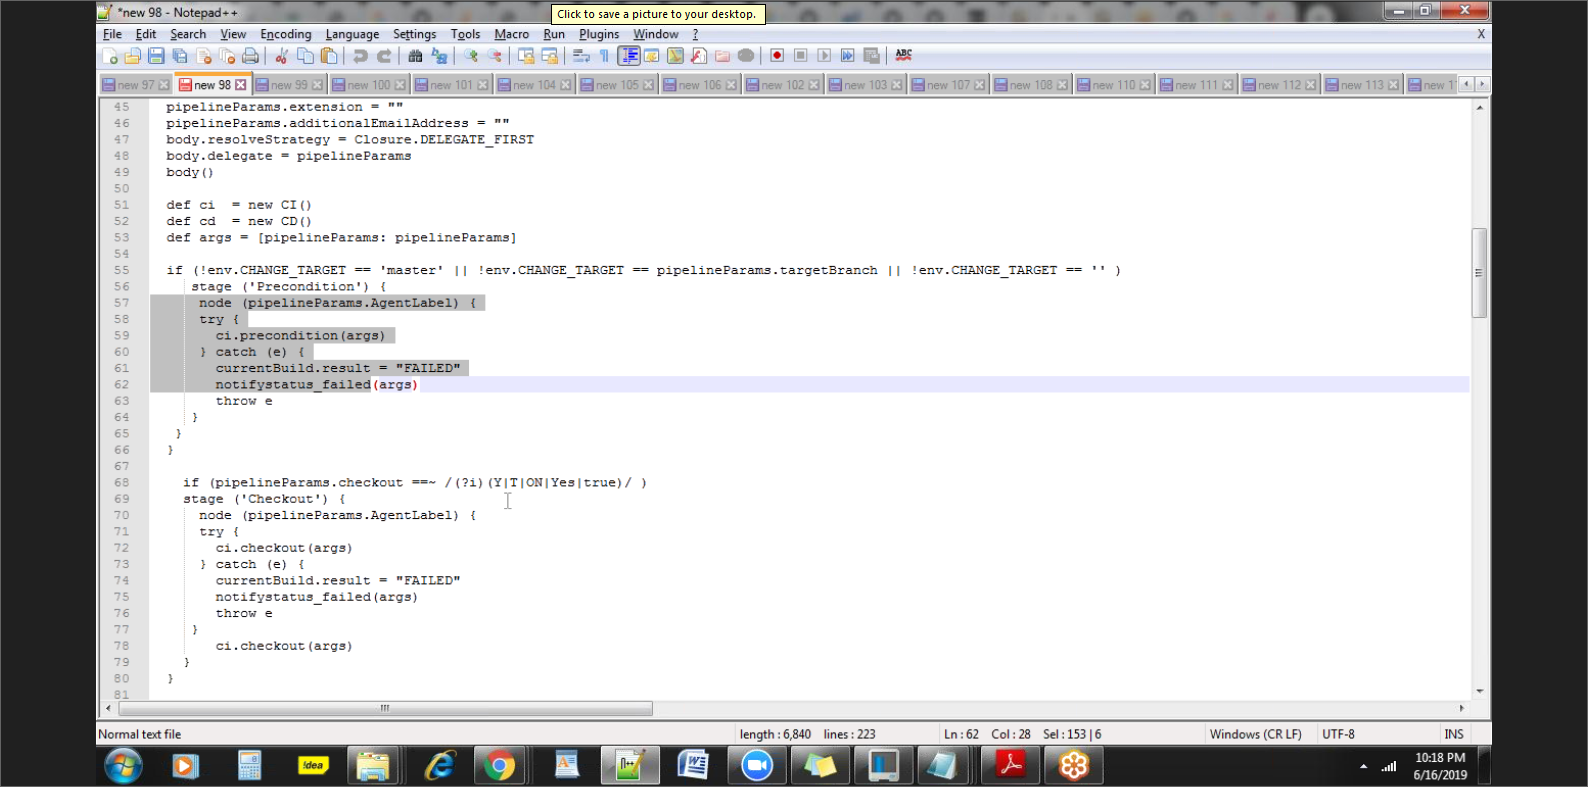 *new 98 - Notepad++
Click to save a picture to your desktop.
File Edit Search View Encoding Language Settings Tools Macro Run Plugins Window ? X
ABC
new 97 new 98 new 99 new 100 new 101 new 104 new 105 new 106 new 102 new 103 new 107 new 108 new 110 new 111 new 112 new 113 new 1
45 pipelineParams.extension = ""
46 pipelineParams.additionalEmailAddress = ""
47 body.resolveStrategy = Closure.DELEGATE_FIRST
48 body.delegate = pipelineParams
49 body()
50
51 def ci  = new CI()
52 def cd  = new CD()
53 def args = [pipelineParams: pipelineParams]
54
55 if (!env.CHANGE_TARGET == 'master' || !env.CHANGE_TARGET == pipelineParams.targetBranch || !env.CHANGE_TARGET == '' )
56 stage ('Precondition') {
57 node (pipelineParams.AgentLabel) {
58 try {
59 ci.precondition(args)
60 } catch (e) {
61 currentBuild.result = "FAILED"
62 notifystatus_failed(args)
63 throw e
64 }
65 }
66 }
67
68 if (pipelineParams.checkout ==~ /(?i)(Y|T|ON|Yes|true)/ )
69 stage ('Checkout') {
70 node (pipelineParams.AgentLabel) {
71 try {
72 ci.checkout(args)
73 } catch (e) {
74 currentBuild.result = "FAILED"
75 notifystatus_failed(args)
76 throw e
77 }
78 ci.checkout(args)
79 }
80 }
81
Normal text file length : 6,840 lines : 223 Ln : 62 Col : 28 Sel : 153 | 6 Windows (CR LF) UTF-8 INS
!dea
10:18 PM
6/16/2019